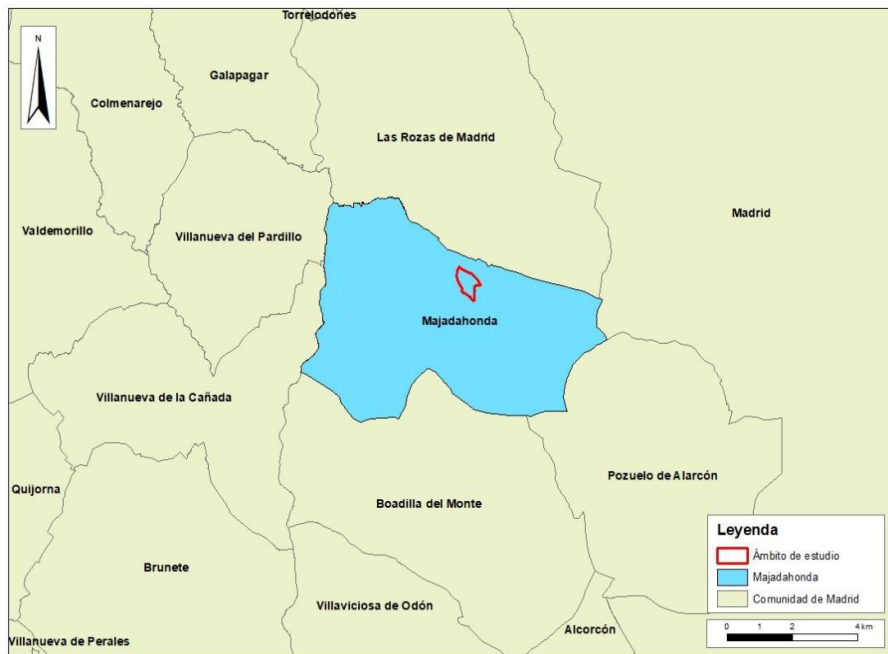 Torrelodones
N
Galapagar
Colmenarejo
Las Rozas de Madrid
Madrid
Valdemorillo
Villanueva del Pardillo
Majadahonda
Villanueva de la Cañada
Pozuelo de Alarcón
Quijorna
Boadilla del Monte
Brunete
Villaviciosa de Odón
Alcorcón
Villanueva de Perales
Leyenda
Ámbito de estudio
Majadahonda
Comunidad de Madrid
0 1 2 4 km